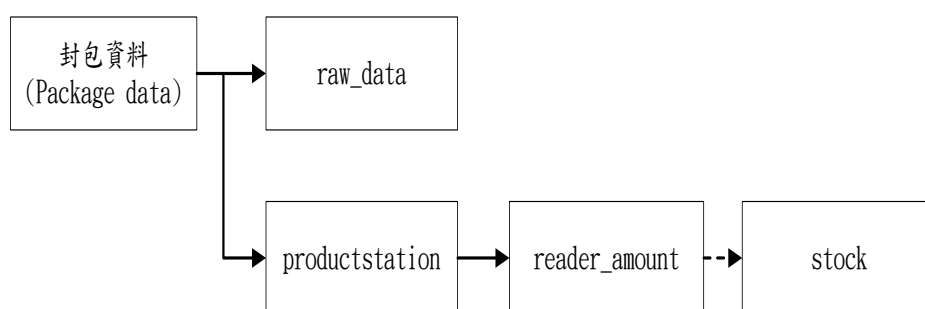 封包資料
(Package data)
raw_data
productstation
reader_amount
stock